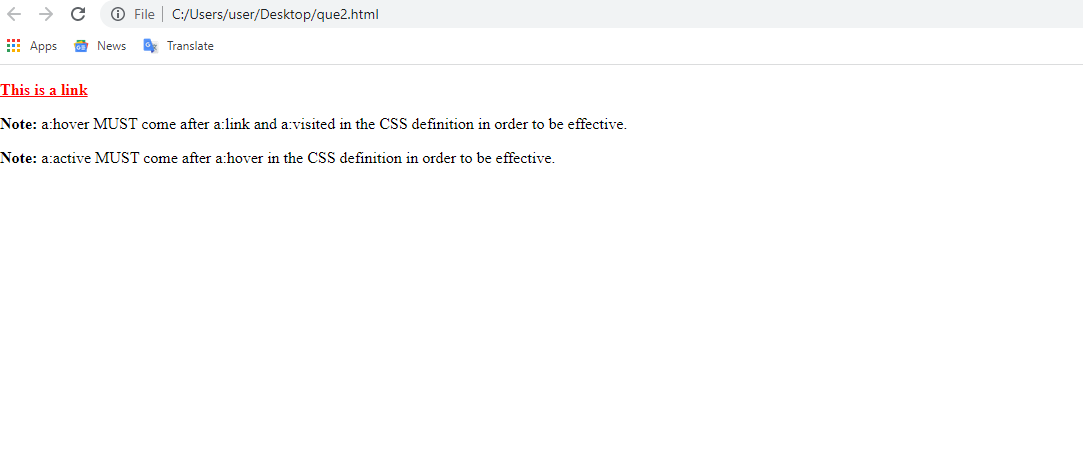 File | C:/Users/user/Desktop/que2.html
Apps News Translate
This is a link
Note: a:hover MUST come after a:link and a:visited in the CSS definition in order to be effective.
Note: a:active MUST come after a:hover in the CSS definition in order to be effective.